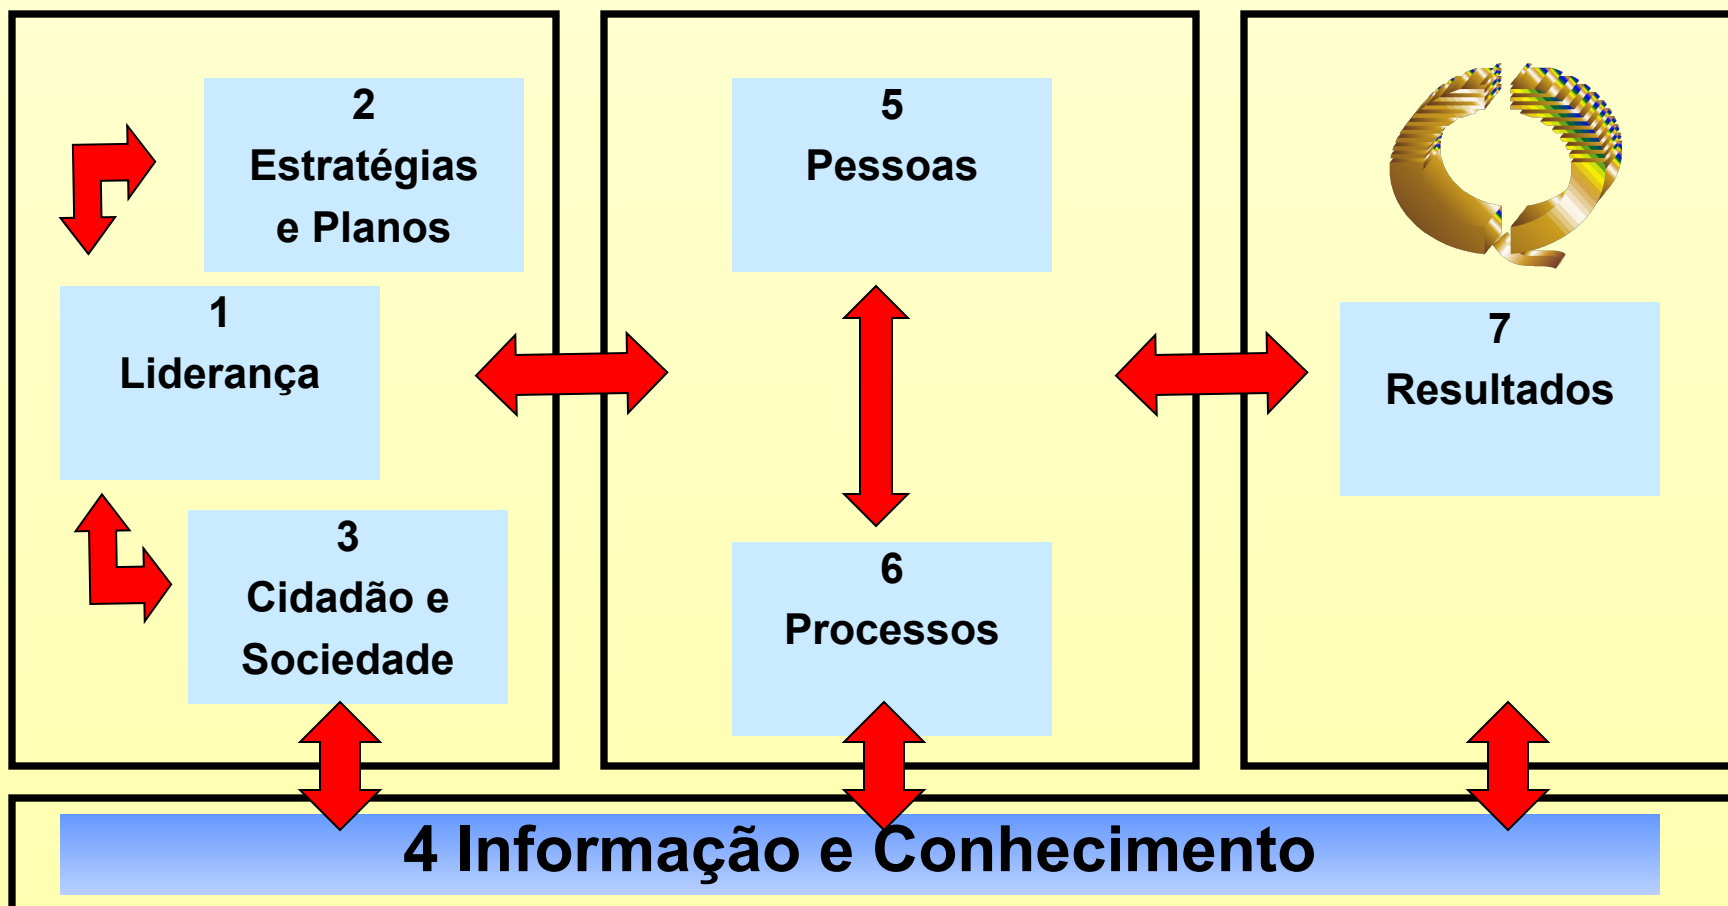 2
Estratégias
e Planos
1
Liderança
3
Cidadão e
Sociedade
5
Pessoas
6
Processos
7
Resultados
4 Informação e Conhecimento